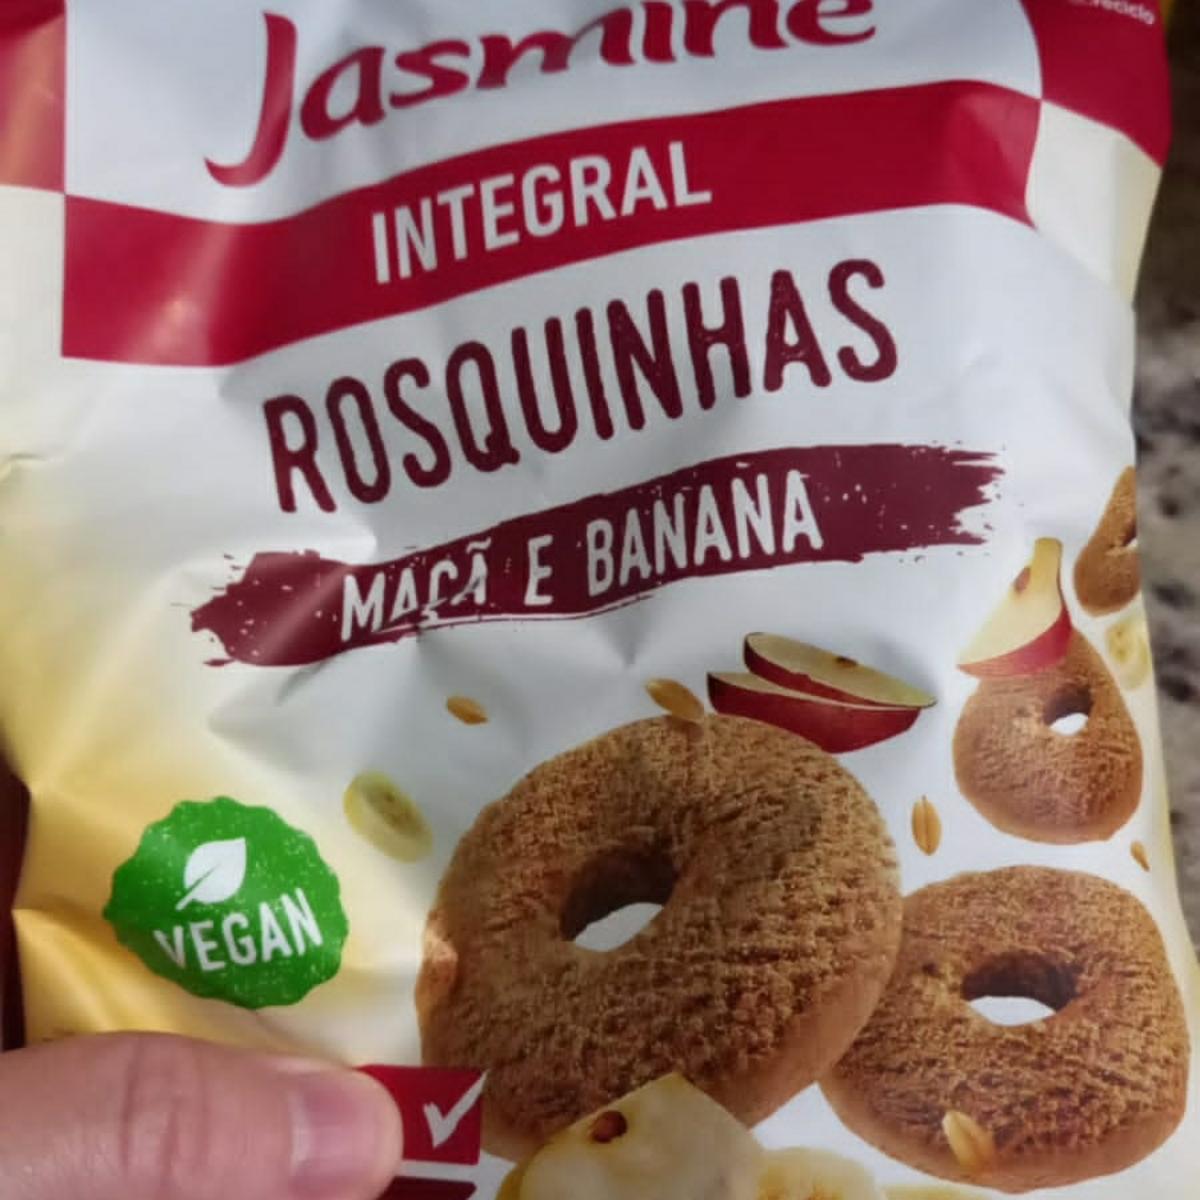 Jasmine
INTEGRAL
ROSQUINHAS
MAÇÃ E BANANA
VEGAN